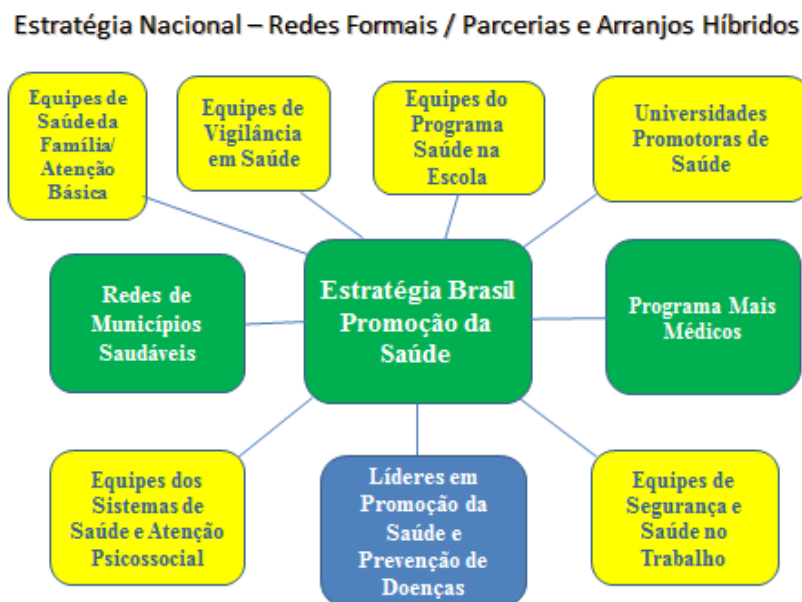 Estratégia Nacional – Redes Formais / Parcerias e Arranjos Híbridos
Equipes de
Saúde da
Família/
Atenção
Básica
Equipes de
Vigilância
em Saúde
Equipes do
Programa
Saúde na
Escola
Universidades
Promotoras de
Saúde
Redes de
Municípios
Saudáveis
Estratégia Brasil
Promoção da
Saúde
Programa Mais
Médicos
Equipes dos
Sistemas de
Saúde e Atenção
Psicossocial
Líderes em
Promoção da
Saúde e
Prevenção de
Doenças
Equipes de
Segurança e
Saúde no
Trabalho